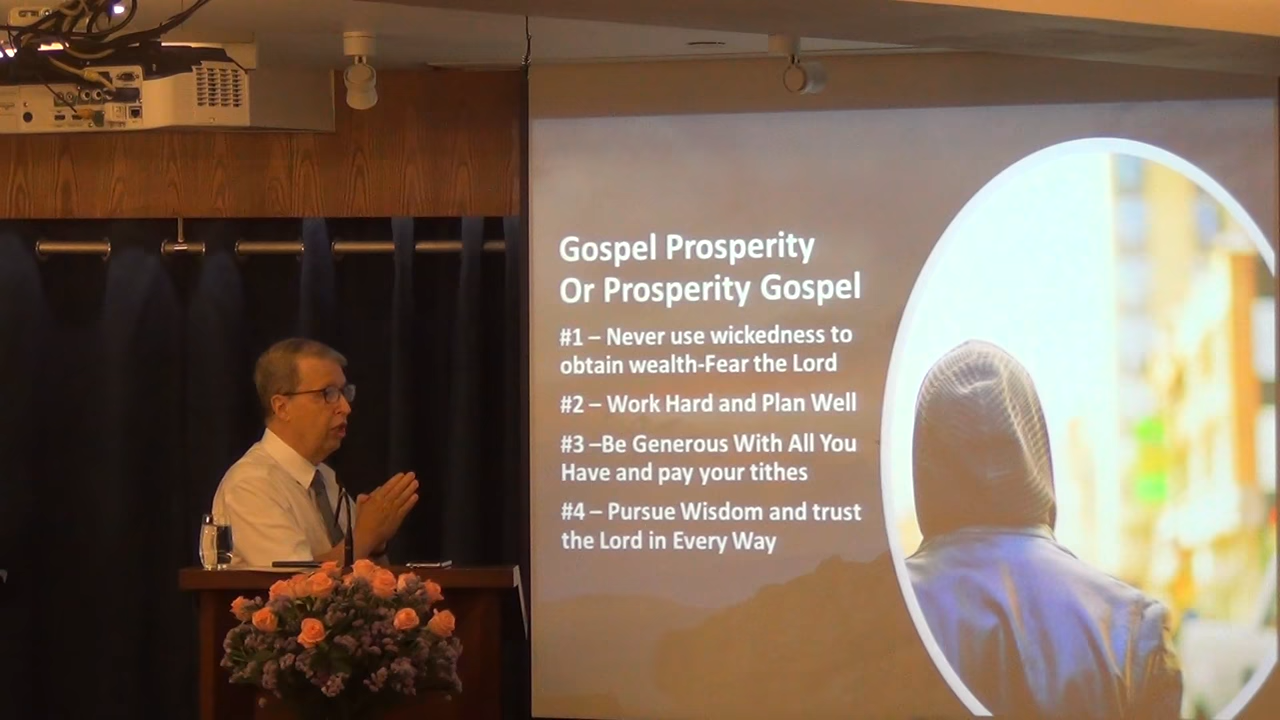 Gospel Prosperity
Or Prosperity Gospel
#1 – Never use wickedness to
obtain wealth-Fear the Lord
#2 – Work Hard and Plan Well
#3 –Be Generous With All You
Have and pay your tithes
#4 – Pursue Wisdom and trust
the Lord in Every Way